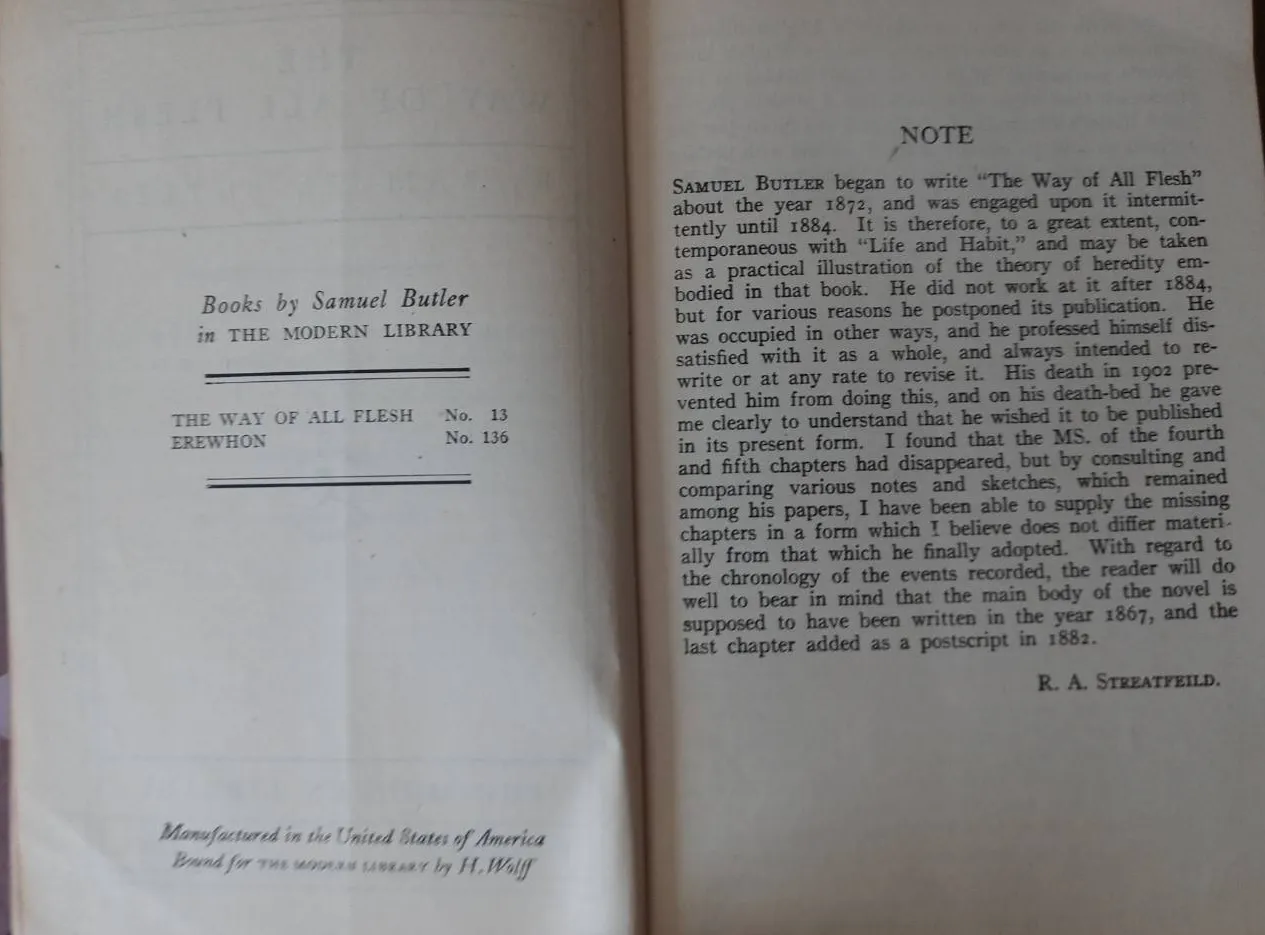 Books by Samuel Butler
in THE MODERN LIBRARY
THE WAY OF ALL FLESH No. 13
EREWHON No. 136
Manufactured in the United States of America
Bound for THE MODERN LIBRARY by H. Wolff
NOTE
SAMUEL BUTLER began to write “The Way of All Flesh”
about the year 1872, and was engaged upon it intermit-
tently until 1884. It is therefore, to a great extent, con-
temporaneous with “Life and Habit,” and may be taken
as a practical illustration of the theory of heredity em-
bodied in that book. He did not work at it after 1884,
but for various reasons he postponed its publication. He
was occupied in other ways, and he professed himself dis-
satisfied with it as a whole, and always intended to re-
write or at any rate to revise it. His death in 1902 pre-
vented him from doing this, and on his death-bed he gave
me clearly to understand that he wished it to be published
in its present form. I found that the MS. of the fourth
and fifth chapters had disappeared, but by consulting and
comparing various notes and sketches, which remained
among his papers, I have been able to supply the missing
chapters in a form which I believe does not differ materi-
ally from that which he finally adopted. With regard to
the chronology of the events recorded, the reader will do
well to bear in mind that the main body of the novel is
supposed to have been written in the year 1867, and the
last chapter added as a postscript in 1882.
R. A. STREATFEILD.